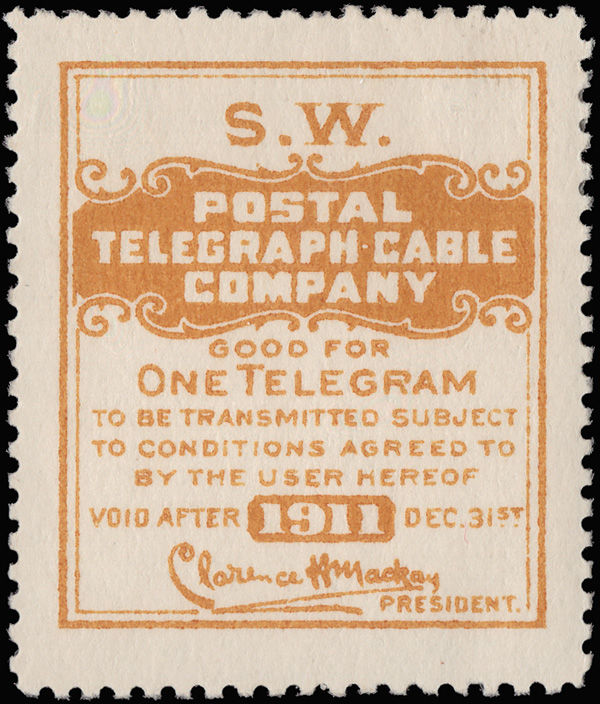 S.W.
POSTAL
TELEGRAPH·CABLE
COMPANY
GOOD FOR
ONE TELEGRAM
TO BE TRANSMITTED SUBJECT
TO CONDITIONS AGREED TO
BY THE USER HEREOF
VOID AFTER 1911 DEC. 31ST
Clarence H Mackay
PRESIDENT.